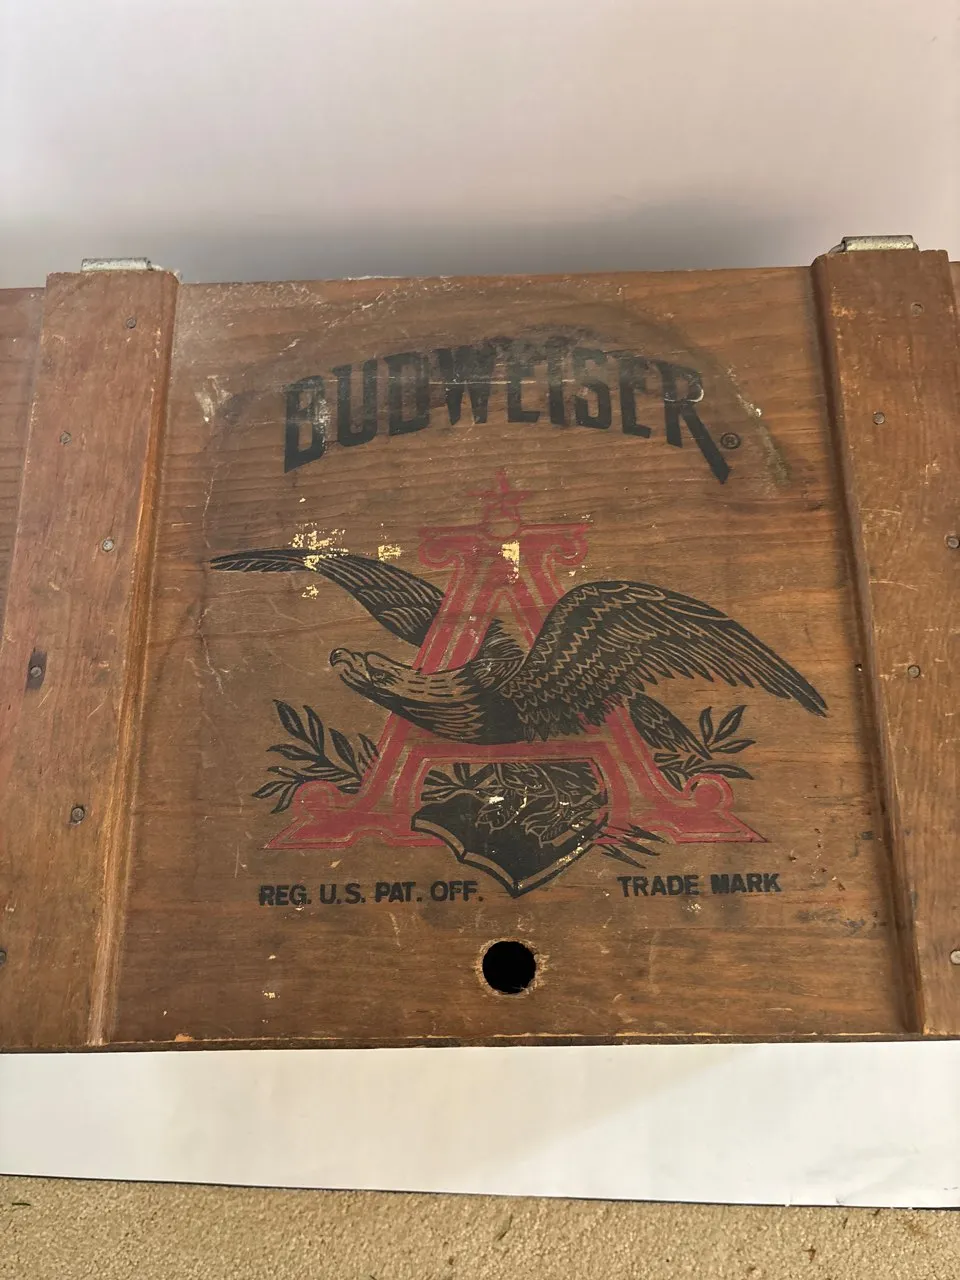 BUDWEISER®
A
REG. U.S. PAT. OFF. TRADE MARK